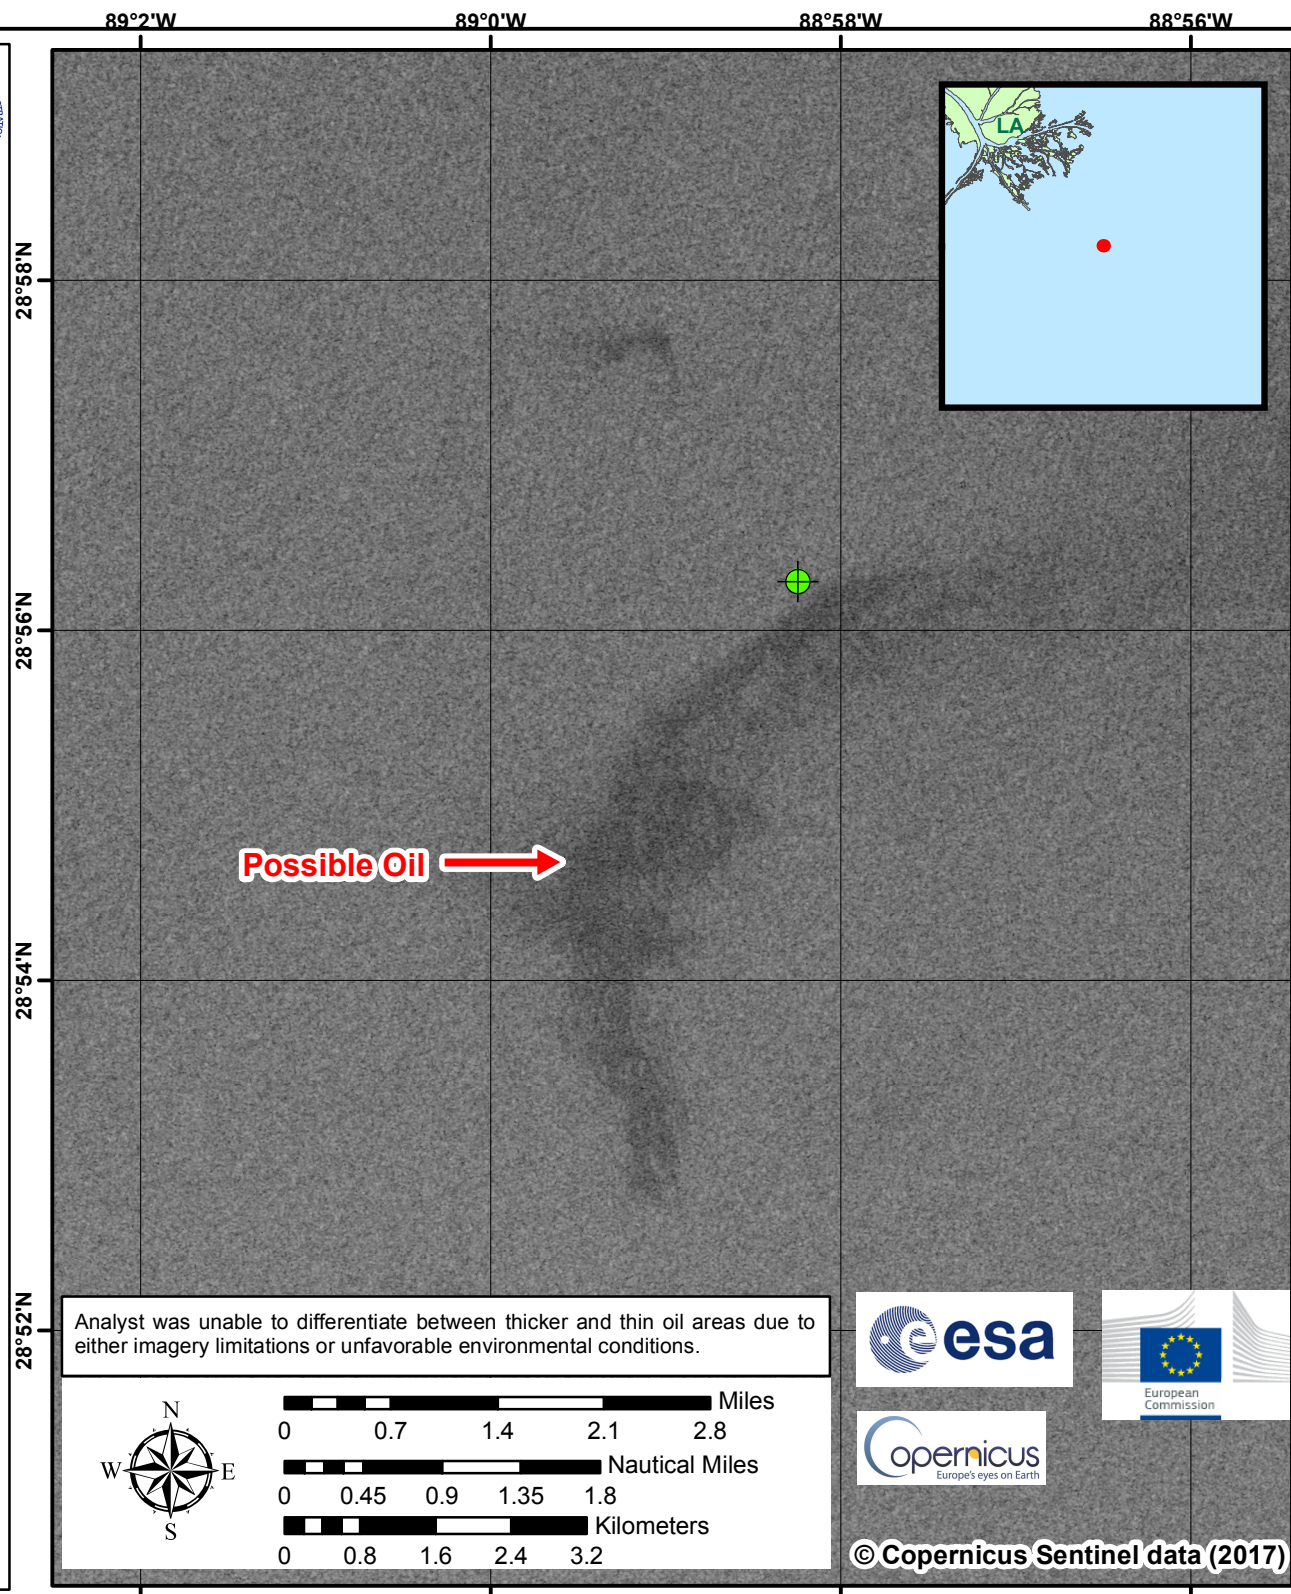 89°2'W 89°0'W 88°58'W 88°56'W
LA
28°58'N
28°56'N
Possible Oil
28°54'N
28°52'N
Analyst was unable to differentiate between thicker and thin oil areas due to
either imagery limitations or unfavorable environmental conditions.
N
W E
S
Miles
0 0.7 1.4 2.1 2.8
Nautical Miles
0 0.45 0.9 1.35 1.8
Kilometers
0 0.8 1.6 2.4 3.2
esa
European
Commission
Copernicus
Europe's eyes on Earth
© Copernicus Sentinel data (2017)